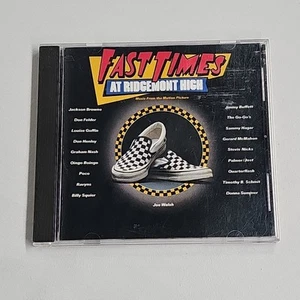 FAST TIMES
AT RIDGEMONT HIGH
Music From the Motion Picture
Jackson Browne
Don Felder
Louise Goffin
Don Henley
Graham Nash
Oingo Boingo
Poco
Ravyns
Billy Squier
Jimmy Buffett
The Go-Go's
Sammy Hagar
Gerard McMahon
Stevie Nicks
Palmer/Jost
Quarterflash
Timothy B. Schmit
Donna Summer
Joe Walsh